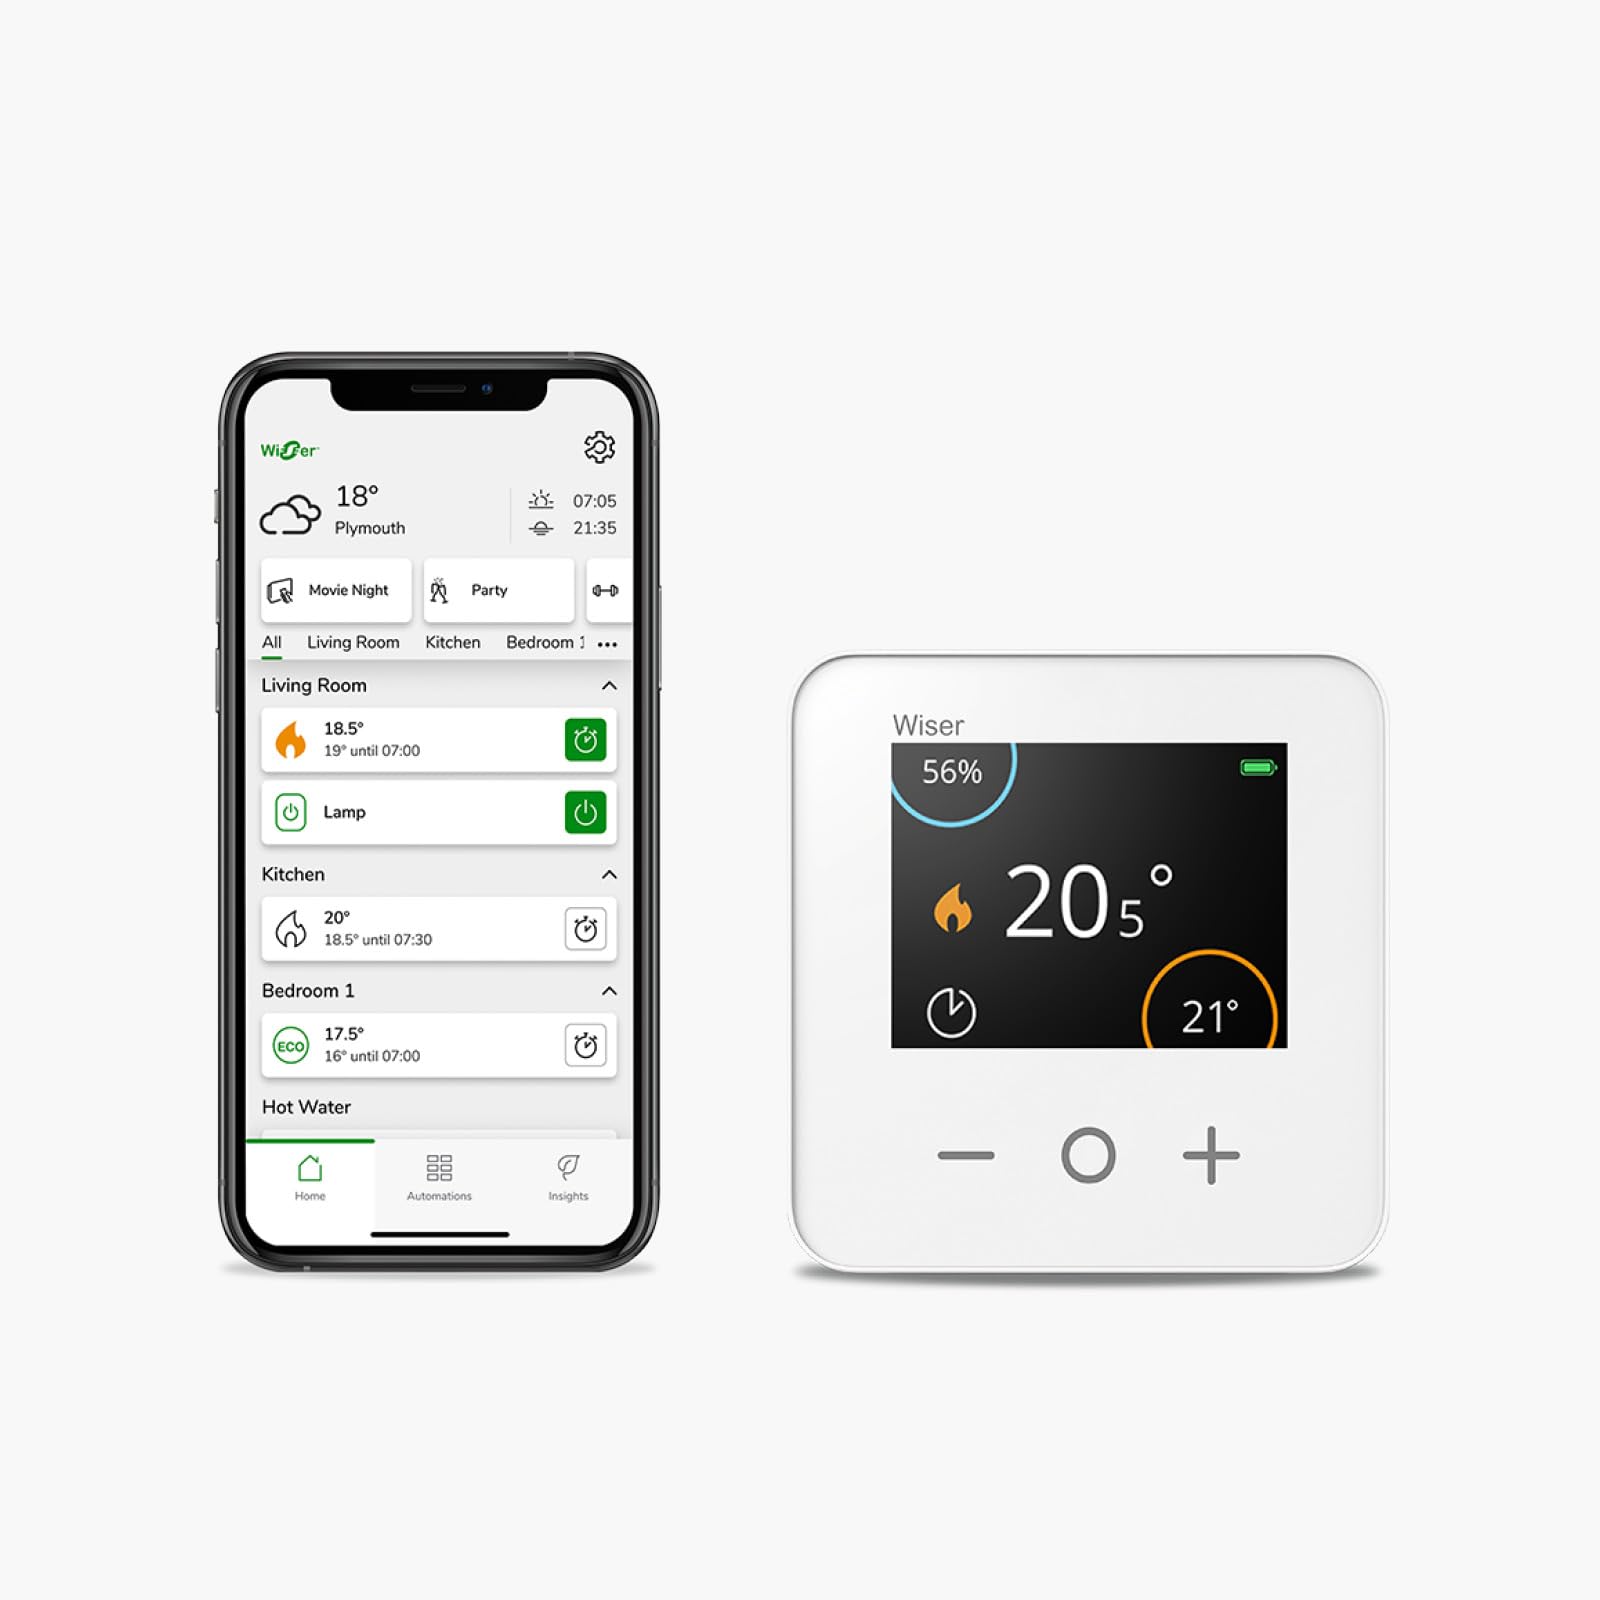 Wiser
18°
Plymouth
07:05
21:35
Movie Night
Party
All Living Room Kitchen Bedroom 1 •••
Living Room
18.5°
19° until 07:00
Lamp
Kitchen
20°
18.5° until 07:30
Bedroom 1
ECO
17.5°
16° until 07:00
Hot Water
Home Automations Insights
Wiser
56%
20.5°
21°